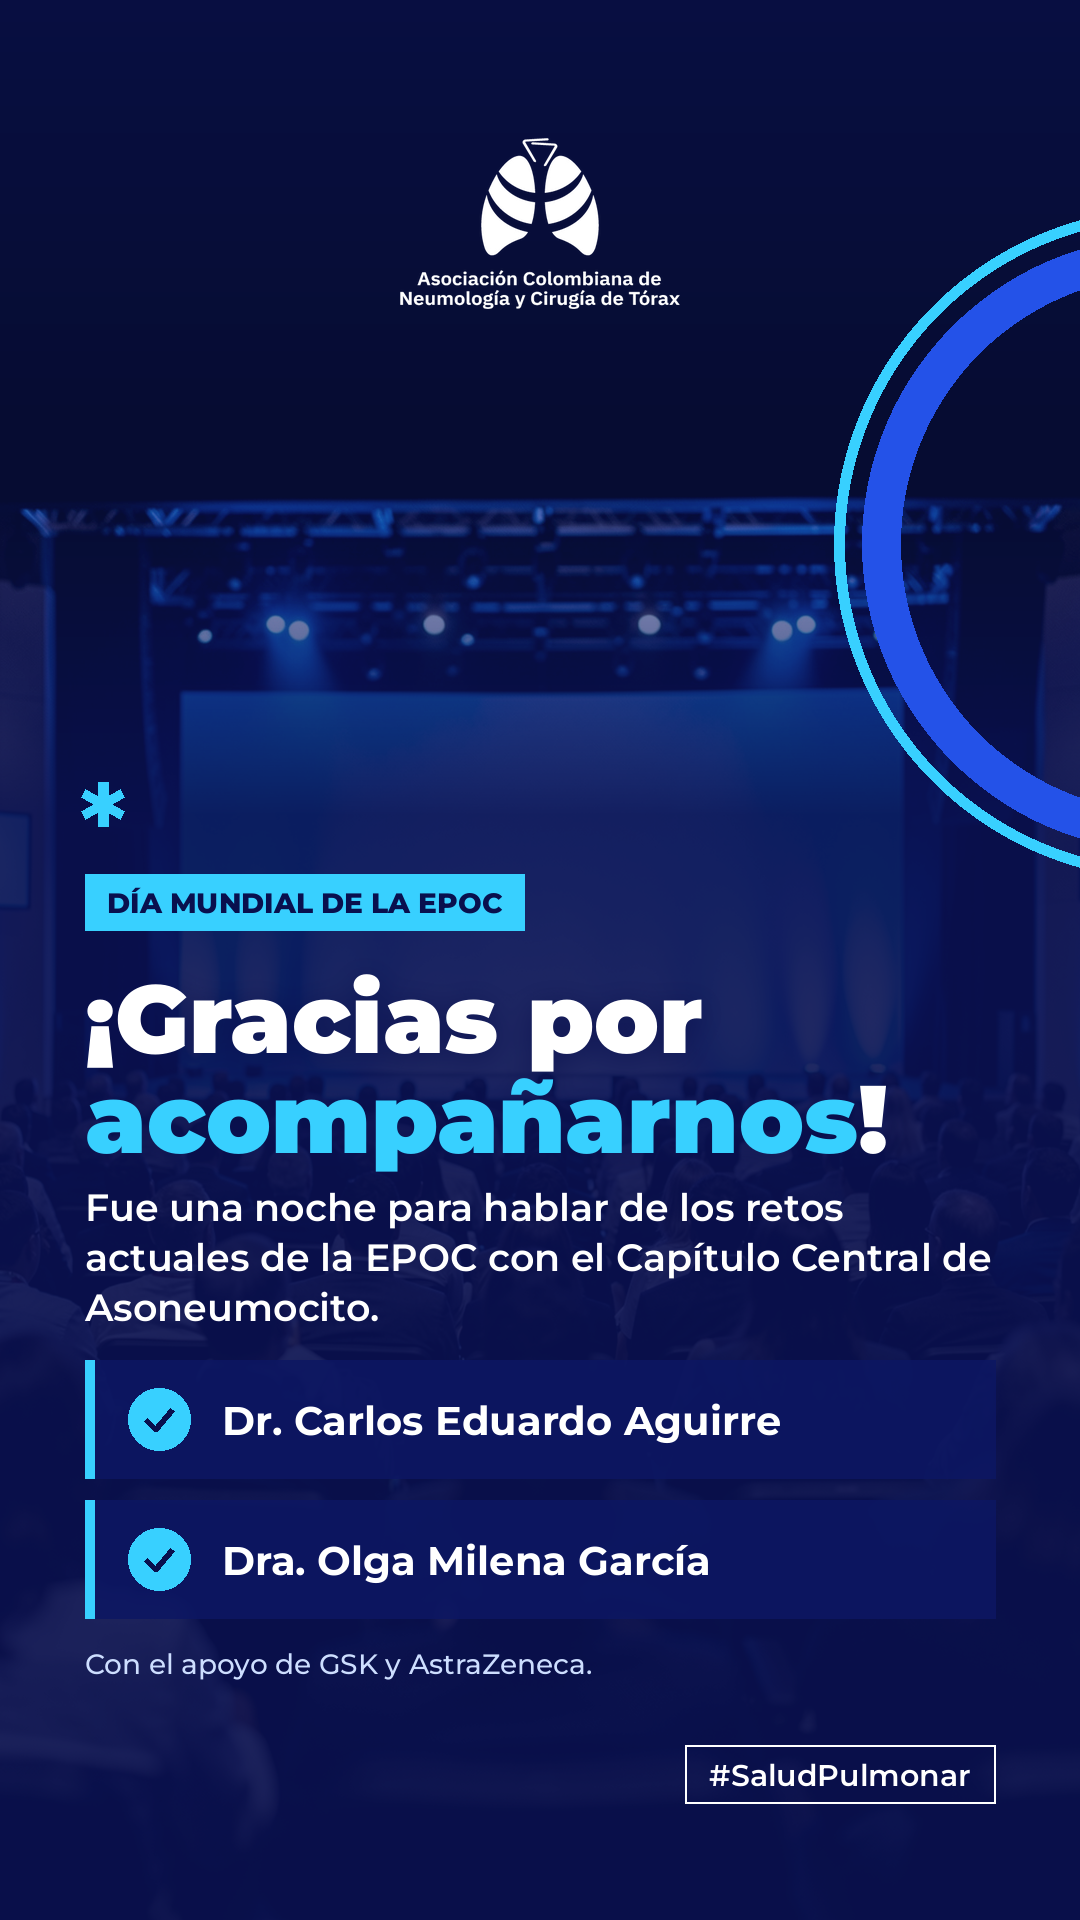 Asociación Colombiana de
Neumología y Cirugía de Tórax
DÍA MUNDIAL DE LA EPOC
¡Gracias por
acompañarnos!
Fue una noche para hablar de los retos
actuales de la EPOC con el Capítulo Central de
Asoneumocito.
Dr. Carlos Eduardo Aguirre
Dra. Olga Milena García
Con el apoyo de GSK y AstraZeneca.
#SaludPulmonar